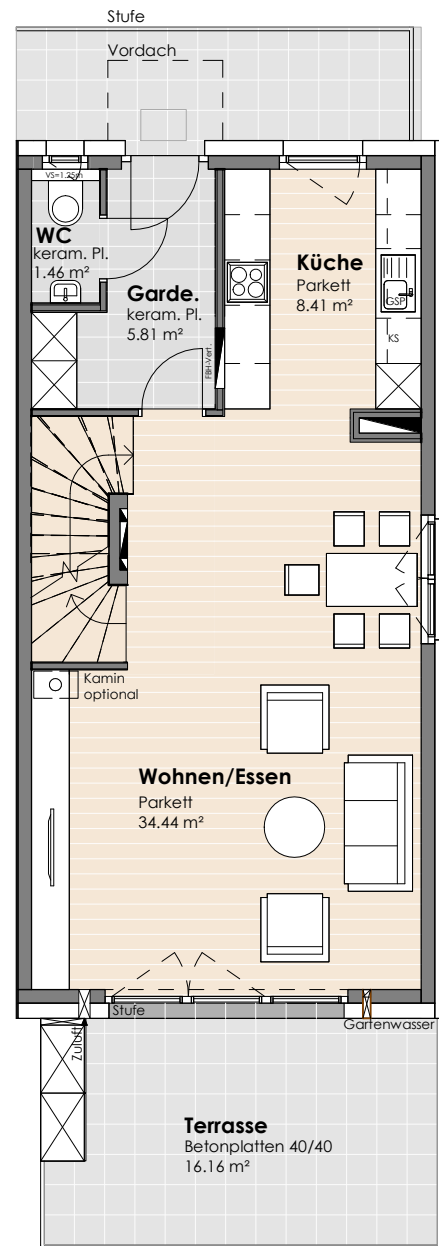 Stufe
Vordach
VS=1.25m
WC
keram. Pl.
1.46 m²
Küche
Parkett
8.41 m²
Garde.
keram. Pl.
5.81 m²
GSP
KS
FBH-Vert.
Kamin
optional
Wohnen/Essen
Parkett
34.44 m²
Stufe
Zuluft
Gartenwasser
Terrasse
Betonplatten 40/40
16.16 m²